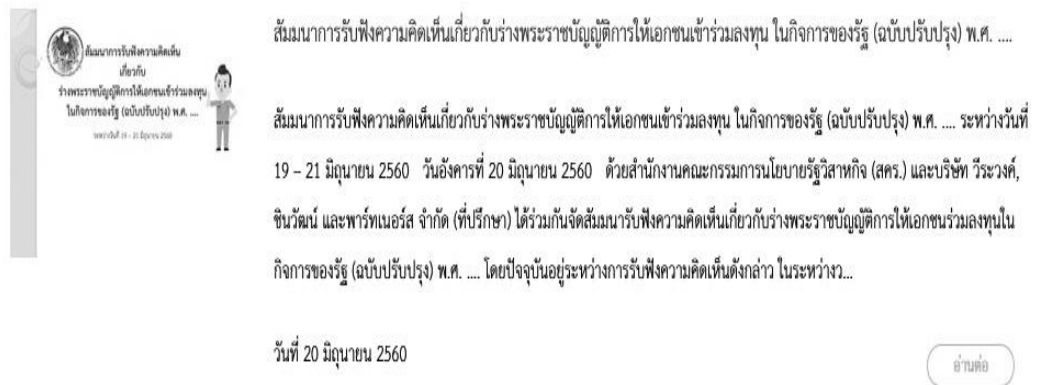 สัมมนาการรับฟังความคิดเห็น
เกี่ยวกับ
ร่างพระราชบัญญัติการให้เอกชนเข้าร่วมลงทุน
ในกิจการของรัฐ (ฉบับปรับปรุง) พ.ศ. ....
ระหว่างวันที่ 19 - 21 มิถุนายน 2560
สัมมนาการรับฟังความคิดเห็นเกี่ยวกับร่างพระราชบัญญัติการให้เอกชนเข้าร่วมลงทุน ในกิจการของรัฐ (ฉบับปรับปรุง) พ.ศ. ....
สัมมนาการรับฟังความคิดเห็นเกี่ยวกับร่างพระราชบัญญัติการให้เอกชนเข้าร่วมลงทุน ในกิจการของรัฐ (ฉบับปรับปรุง) พ.ศ. .... ระหว่างวันที่
19 – 21 มิถุนายน 2560 วันอังคารที่ 20 มิถุนายน 2560 ด้วยสำนักงานคณะกรรมการนโยบายรัฐวิสาหกิจ (สคร.) และบริษัท วีระวงค์,
ชินวัฒน์ และพาร์ทเนอร์ส จำกัด (ที่ปรึกษา) ได้ร่วมกันจัดสัมมนารับฟังความคิดเห็นเกี่ยวกับร่างพระราชบัญญัติการให้เอกชนร่วมลงทุนใน
กิจการของรัฐ (ฉบับปรับปรุง) พ.ศ. .... โดยปัจจุบันอยู่ระหว่างการรับฟังความคิดเห็นดังกล่าว ในระหว่างว...
วันที่ 20 มิถุนายน 2560
อ่านต่อ